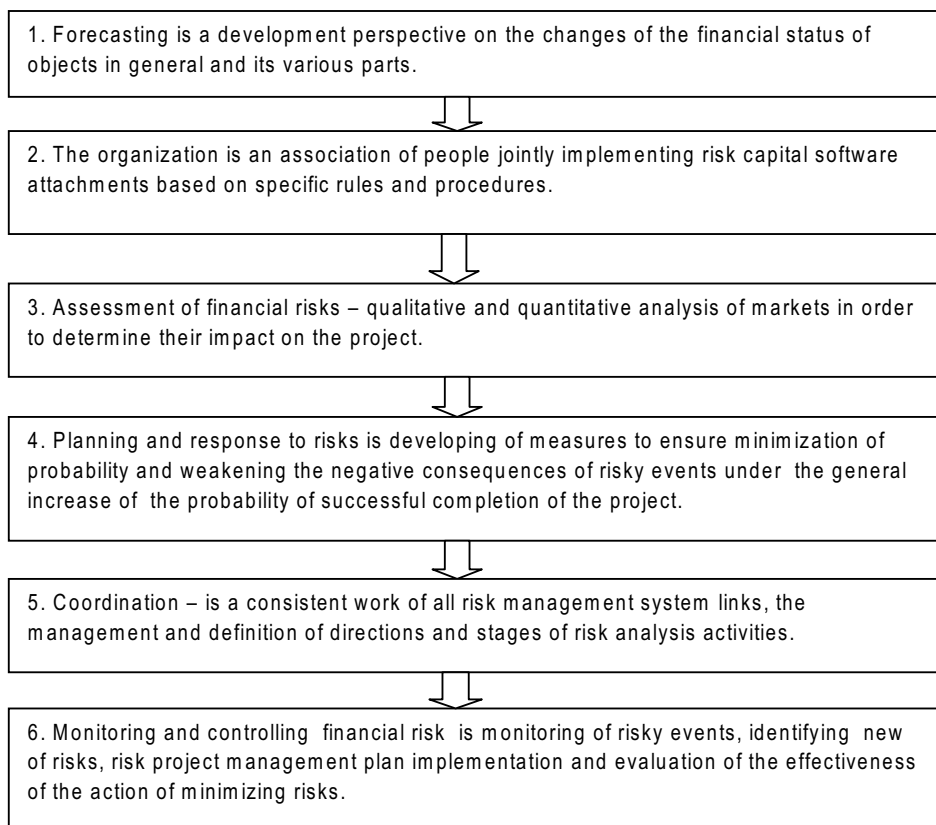 1. Forecasting is a development perspective on the changes of the financial status of
objects in general and its various parts.
2. The organization is an association of people jointly implementing risk capital software
attachments based on specific rules and procedures.
3. Assessment of financial risks – qualitative and quantitative analysis of markets in order
to determine their impact on the project.
4. Planning and response to risks is developing of measures to ensure minimization of
probability and weakening the negative consequences of risky events under the general
increase of the probability of successful completion of the project.
5. Coordination – is a consistent work of all risk management system links, the
management and definition of directions and stages of risk analysis activities.
6. Monitoring and controlling financial risk is monitoring of risky events, identifying new
of risks, risk project management plan implementation and evaluation of the effectiveness
of the action of minimizing risks.